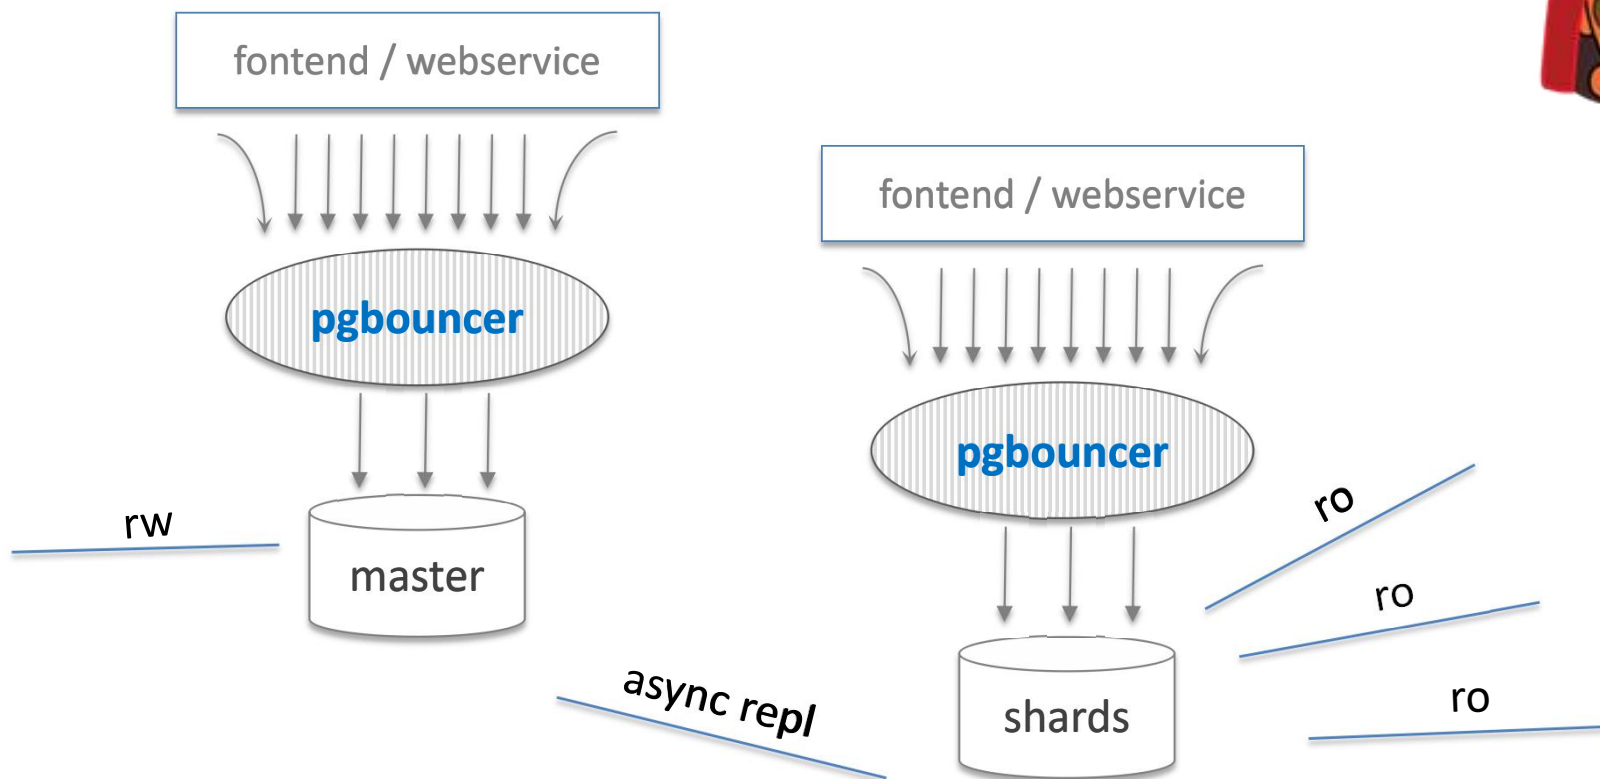 fontend / webservice
pgbouncer
rw
master
async repl
fontend / webservice
pgbouncer
shards
ro
ro
ro